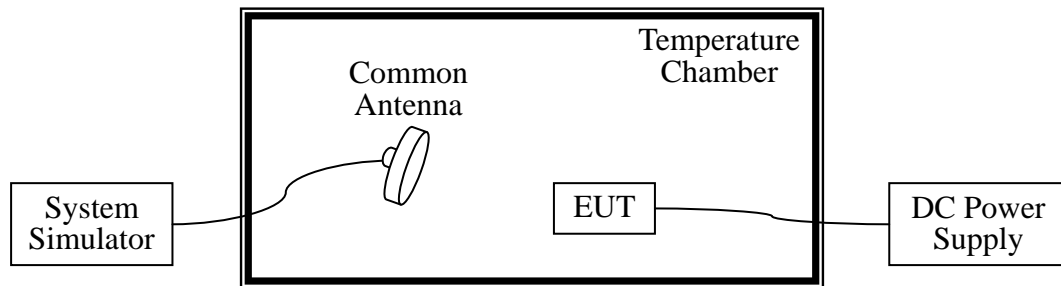 Temperature
Chamber
Common
Antenna
System
Simulator
EUT
DC Power
Supply